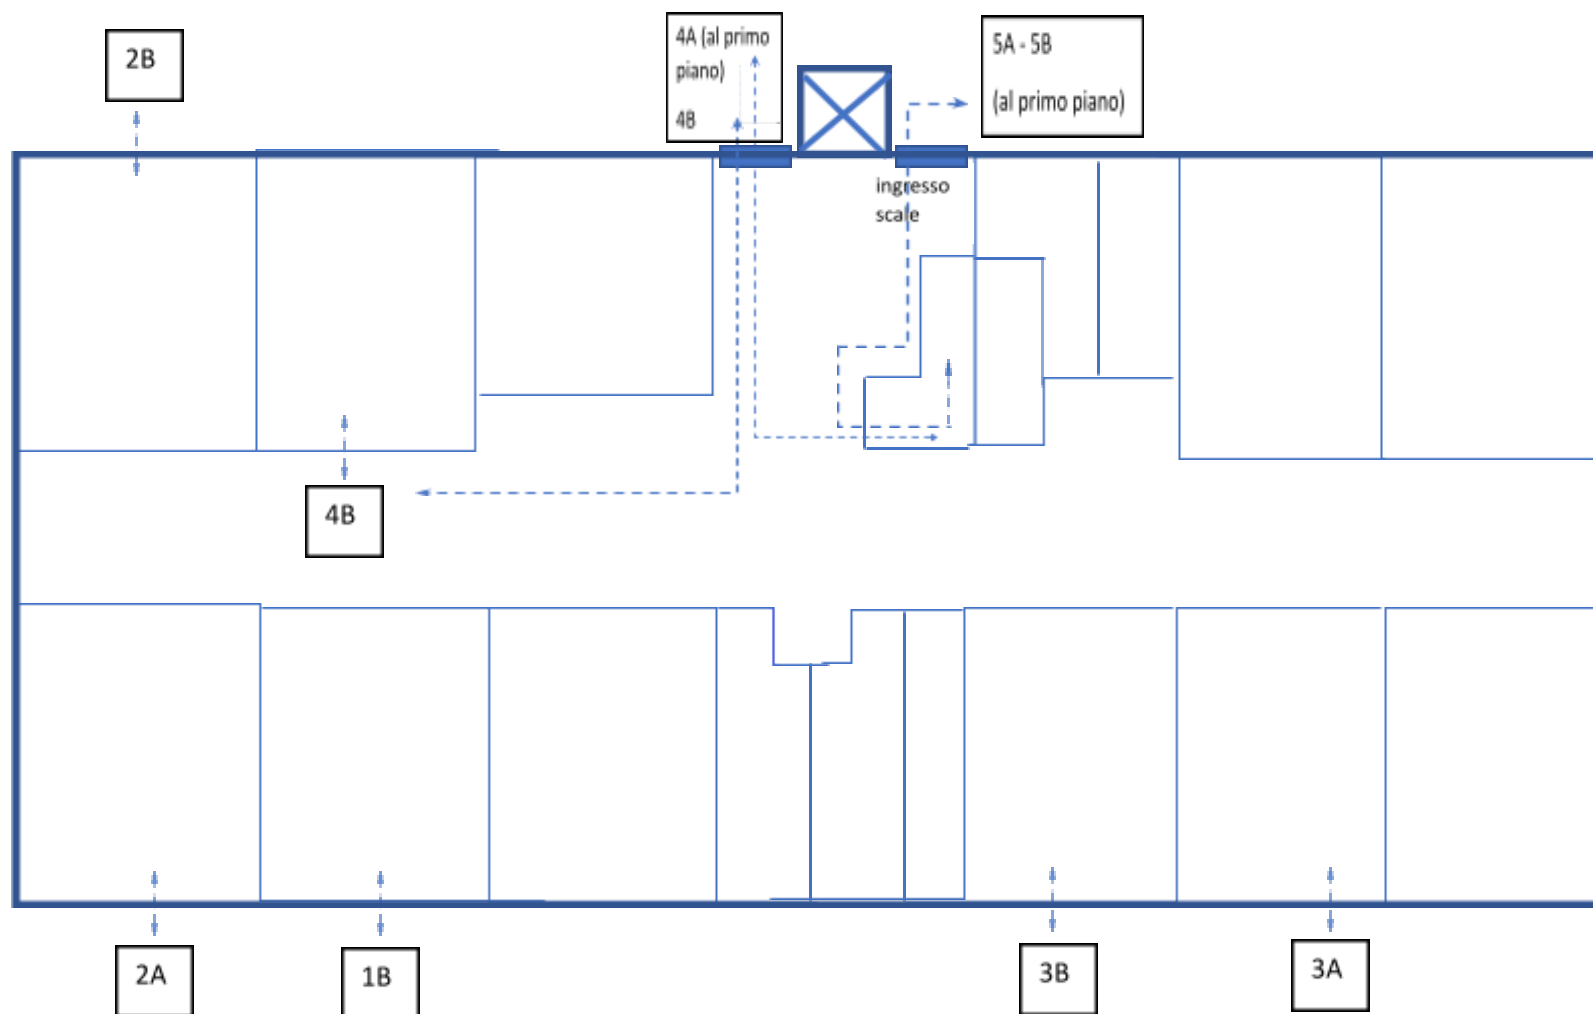 2B
4A (al primo
piano)
4B
5A - 5B
(al primo piano)
ingresso
scale
4B
2A
1B
3B
3A